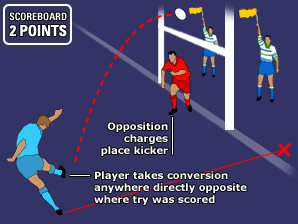 SCOREBOARD
2 POINTS
Opposition
charges
place kicker
Player takes conversion
anywhere directly opposite
where try was scored